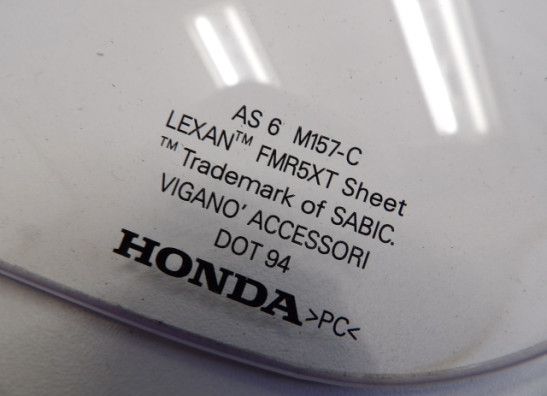 AS 6 M157-C
LEXAN™ FMR5XT Sheet
™ Trademark of SABIC.
VIGANO' ACCESSORI
DOT 94
HONDA >PC<